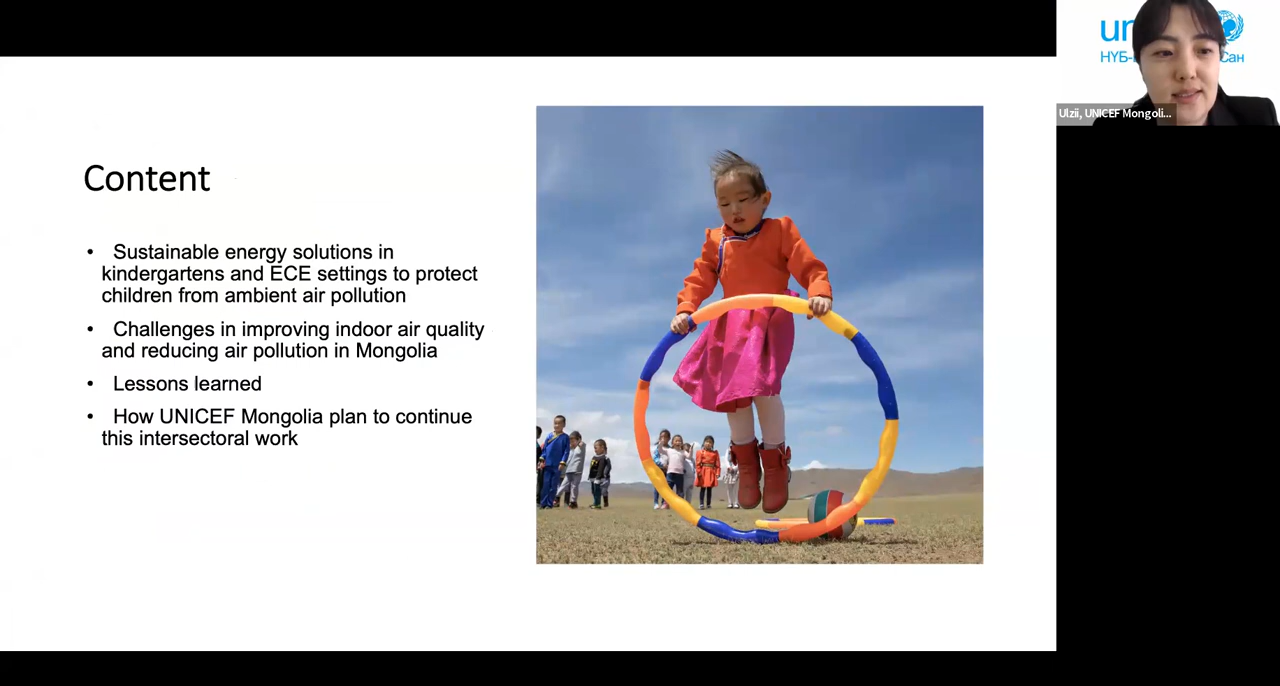 Content
• Sustainable energy solutions in
kindergartens and ECE settings to protect
children from ambient air pollution
• Challenges in improving indoor air quality
and reducing air pollution in Mongolia
• Lessons learned
• How UNICEF Mongolia plan to continue
this intersectoral work
Ulzii, UNICEF Mongoli...